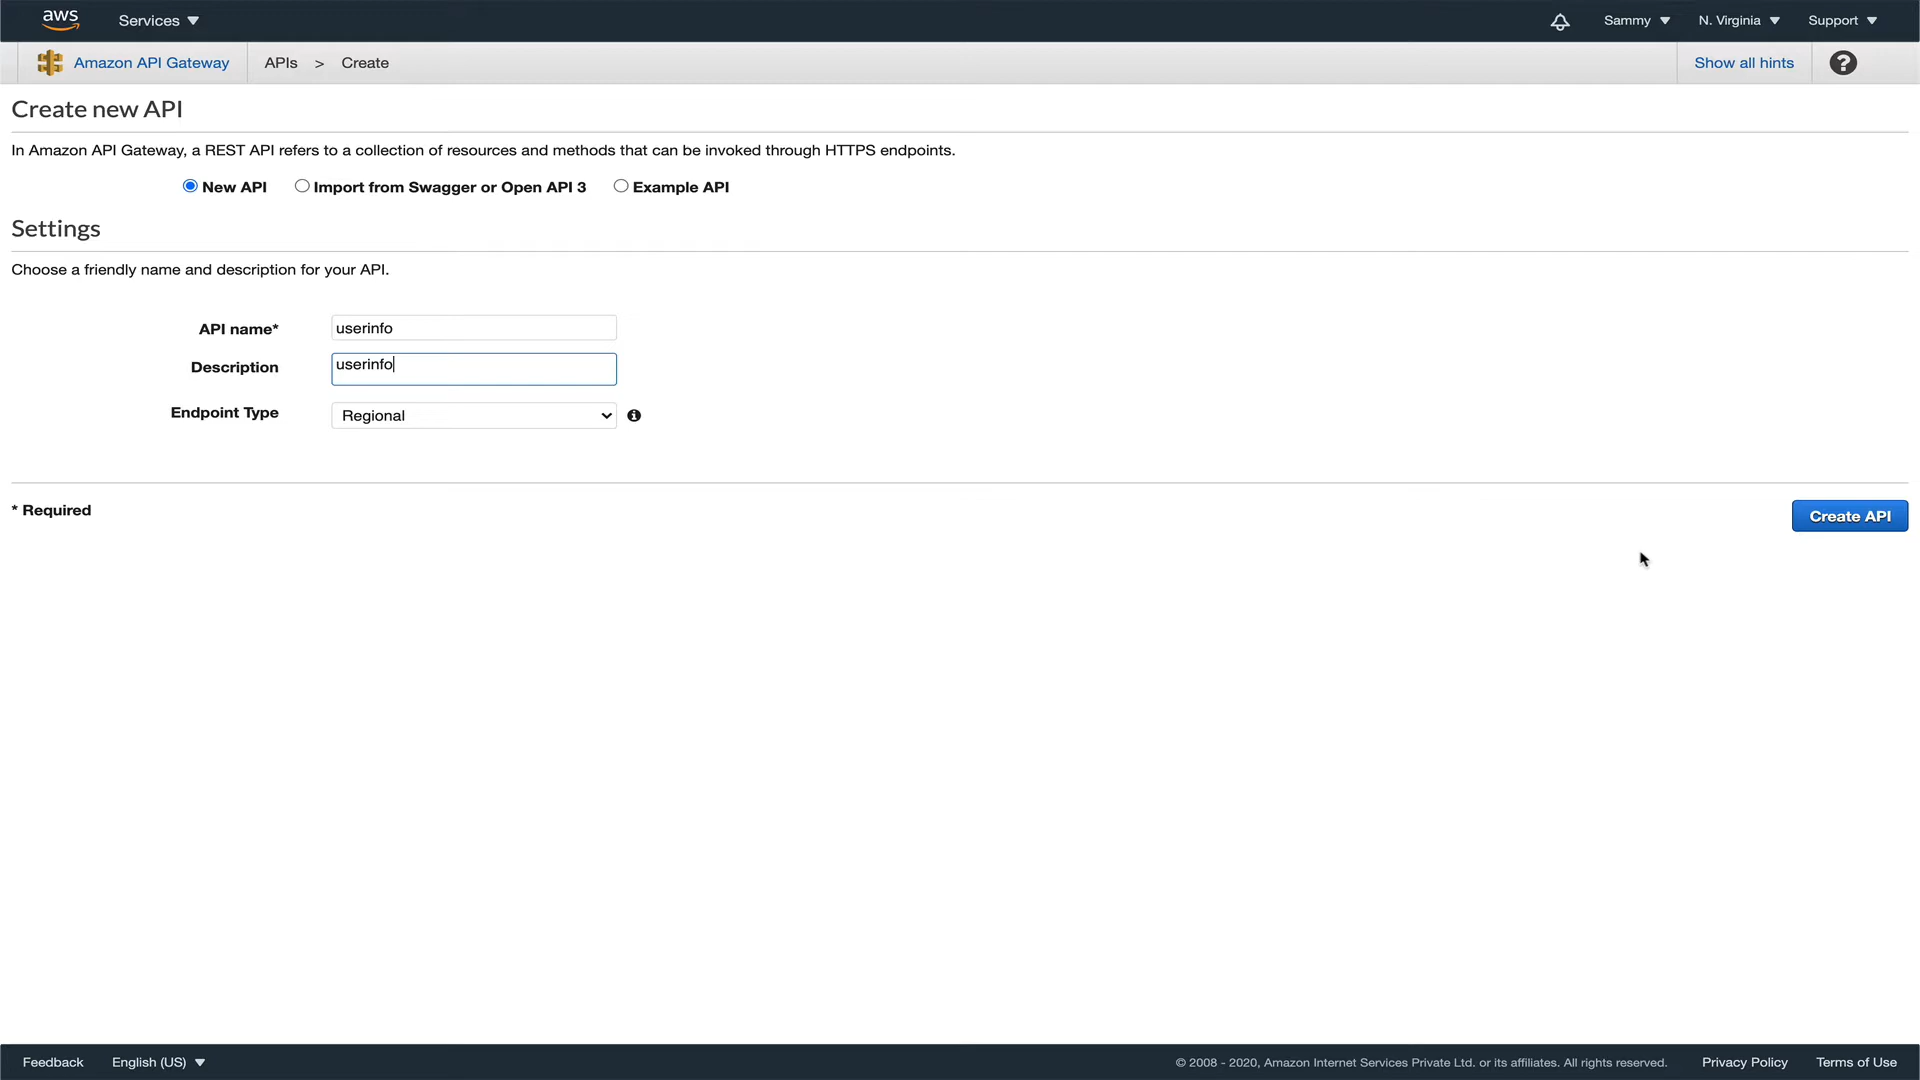 aws Services Sammy N. Virginia Support
Amazon API Gateway APIs > Create Show all hints ?
Create new API
In Amazon API Gateway, a REST API refers to a collection of resources and methods that can be invoked through HTTPS endpoints.
New API Import from Swagger or Open API 3 Example API
Settings
Choose a friendly name and description for your API.
API name* userinfo
Description userinfo
Endpoint Type Regional
* Required Create API
Feedback English (US) © 2008 - 2020, Amazon Internet Services Private Ltd. or its affiliates. All rights reserved. Privacy Policy Terms of Use